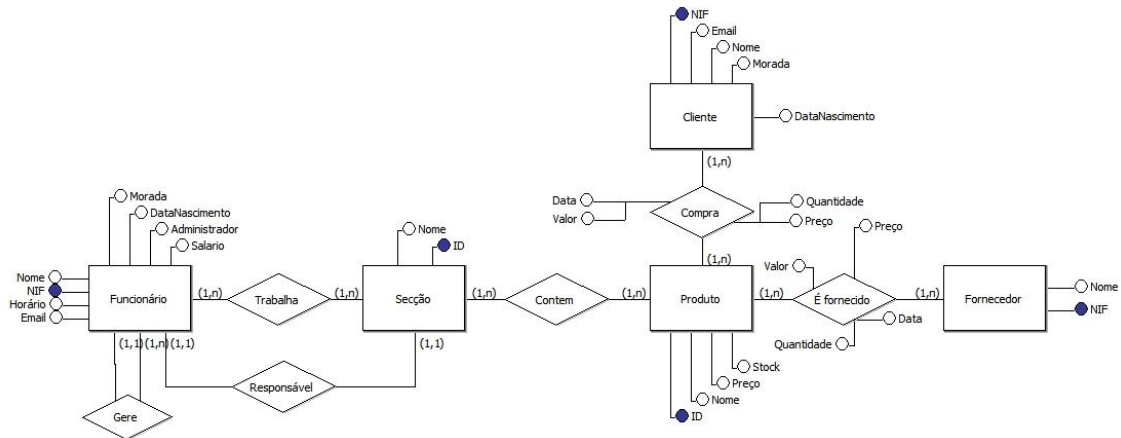 NIF
Email
Nome
Morada
Cliente
DataNascimento
(1,n)
Data
Valor
Compra
Quantidade
Preço
(1,n)
Morada
DataNascimento
Administrador
Salario
Nome
NIF
Horário
Email
Funcionário
(1,n)
Trabalha
(1,n)
Nome
ID
Secção
(1,n)
Contem
(1,n)
Produto
(1,n)
Valor
Preço
É fornecido
Quantidade
Data
(1,n)
Fornecedor
Nome
NIF
Stock
Preço
Nome
ID
(1,1) (1,n) (1,1)
(1,1)
Responsável
Gere